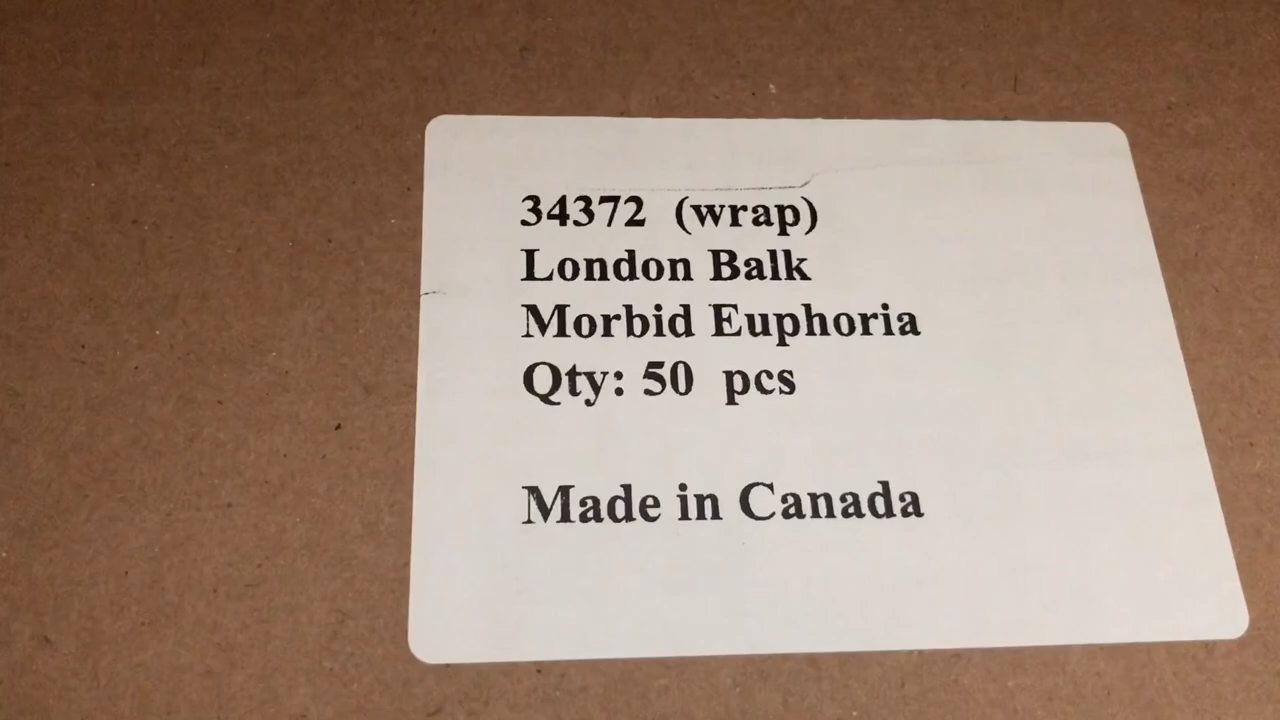 34372 (wrap)
London Balk
Morbid Euphoria
Qty: 50 pcs
Made in Canada